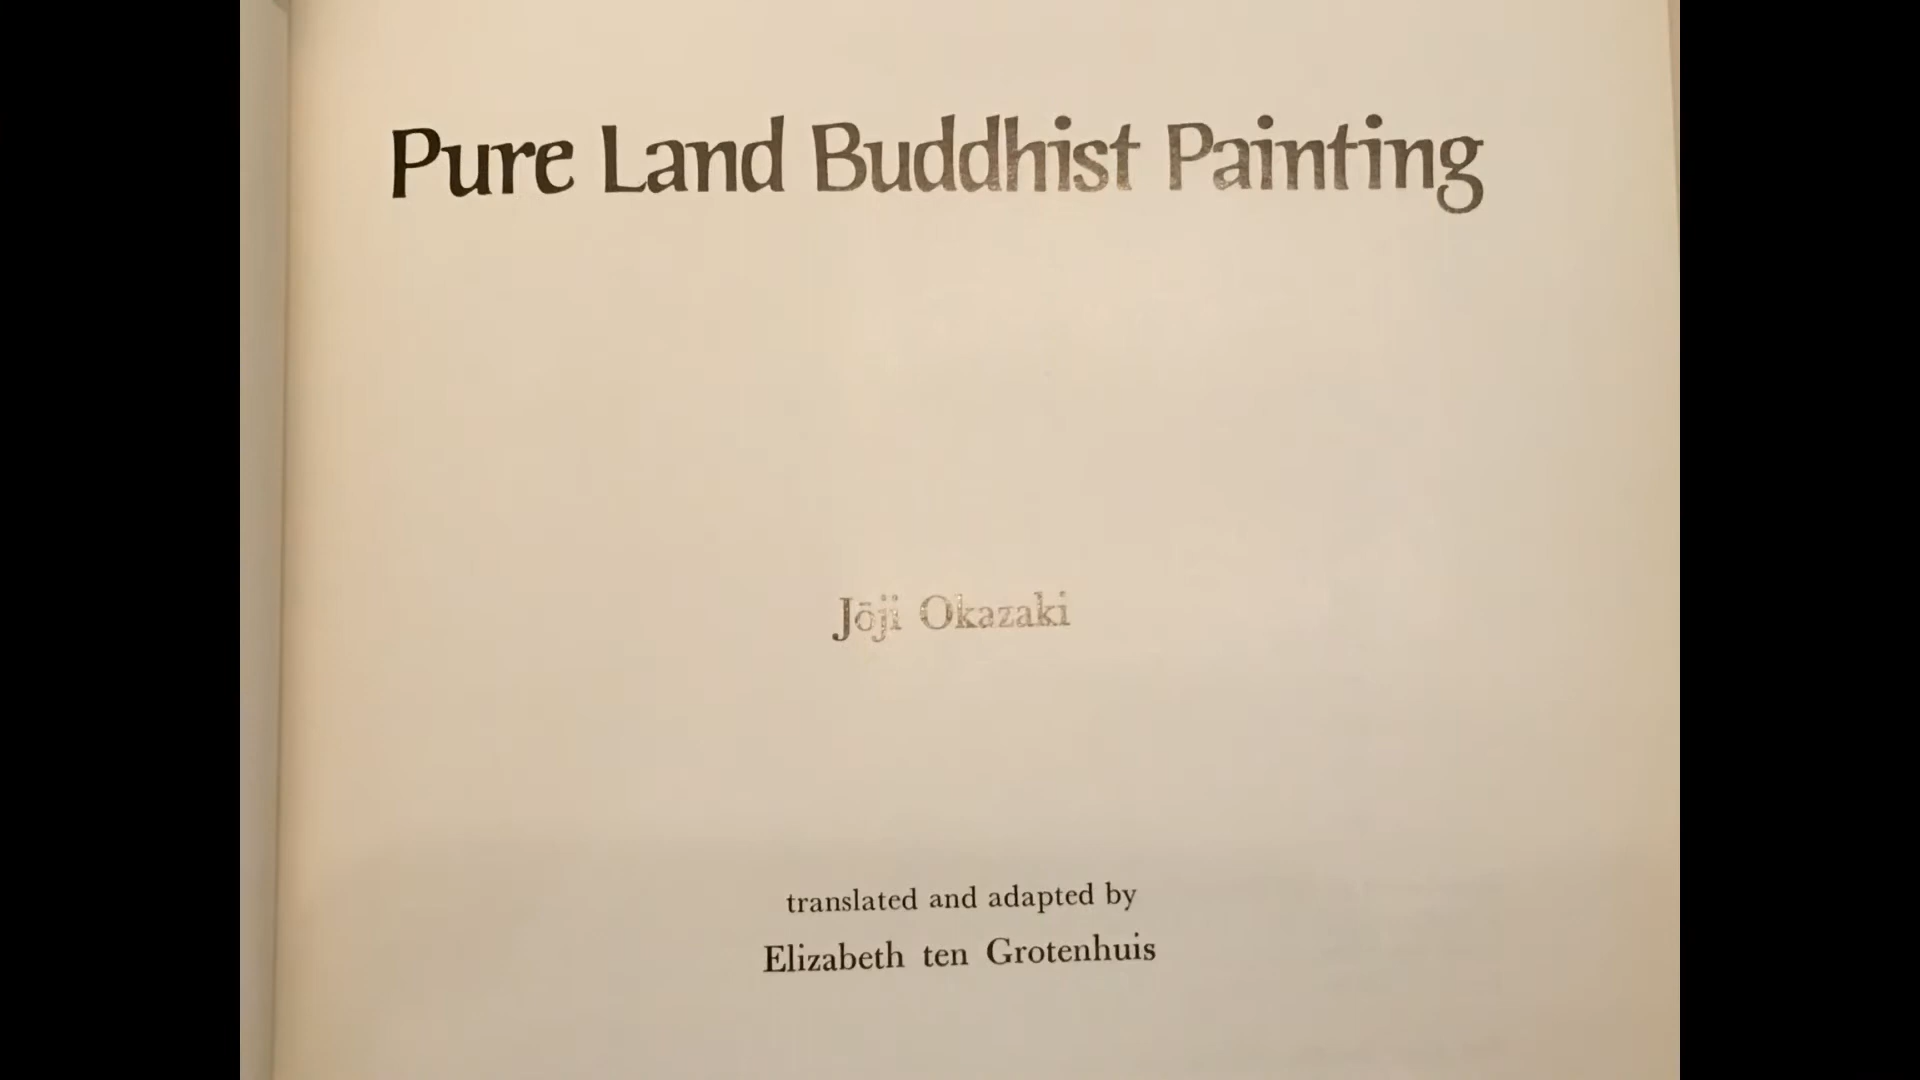 Pure Land Buddhist Painting
Jōji Okazaki
translated and adapted by
Elizabeth ten Grotenhuis